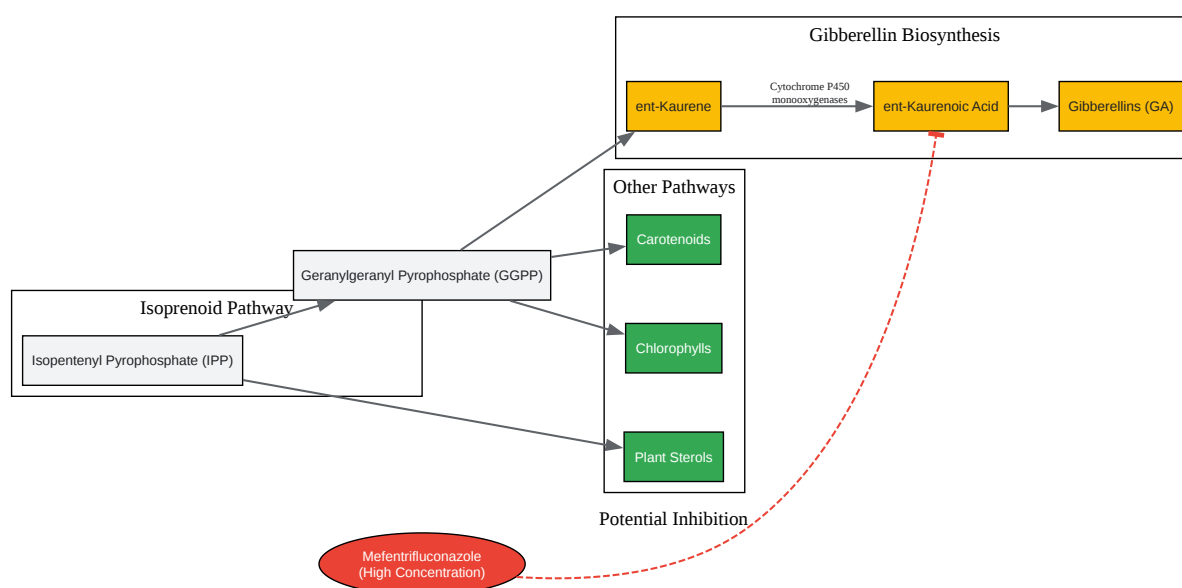 Gibberellin Biosynthesis
ent-Kaurene
Cytochrome P450
monooxygenases
ent-Kaurenoic Acid
Gibberellins (GA)
Other Pathways
Carotenoids
Geranylgeranyl Pyrophosphate (GGPP)
Isoprenoid Pathway
Chlorophylls
Isopentenyl Pyrophosphate (IPP)
Plant Sterols
Potential Inhibition
Mefentrifluconazole
(High Concentration)